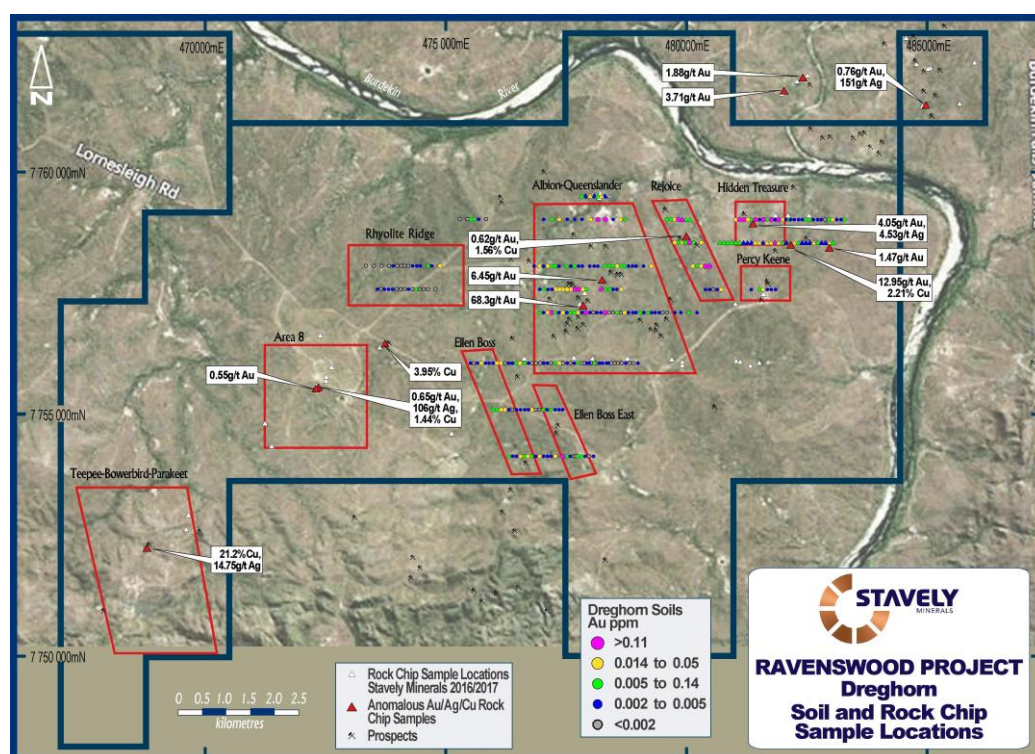 470000mE
475 000mE
480000mE
485000mE
N
Burdekin
River
Lornesleigh Rd
7 760 000mN
7 755 000mN
7 750 000mN
1.88g/t Au
3.71g/t Au
0.76g/t Au,
151g/t Ag
Albion-Queenslander
Rejoice
Hidden Treasure
Rhyolite Ridge
0.62g/t Au,
1.56% Cu
4.05g/t Au,
4.53g/t Ag
1.47g/t Au
Percy Keene
6.45g/t Au
12.95g/t Au,
2.21% Cu
68.3g/t Au
Area 8
Ellen Boss
0.55g/t Au
3.95% Cu
0.65g/t Au,
106g/t Ag,
1.44% Cu
Ellen Boss East
Teepee-Bowerbird-Parakeet
21.2%Cu,
14.75g/t Ag
0 0.5 1.0 1.5 2.0 2.5
kilometres
Rock Chip Sample Locations
Stavely Minerals 2016/2017
Anomalous Au/Ag/Cu Rock
Chip Samples
Prospects
Dreghorn Soils
Au ppm
>0.11
0.014 to 0.05
0.005 to 0.14
0.002 to 0.005
<0.002
STAVELY
MINERALS
RAVENSWOOD PROJECT
Dreghorn
Soil and Rock Chip
Sample Locations